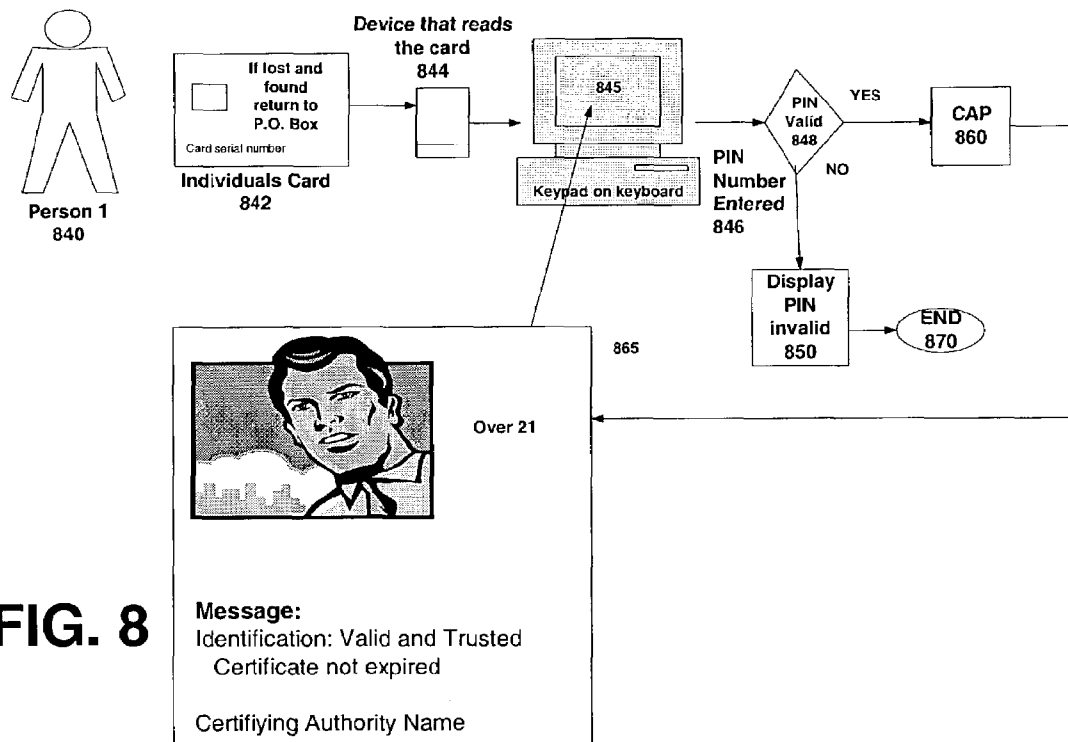 Device that reads
the card
844
If lost and
found
return to
P.O. Box
Card serial number
Individuals Card
842
Person 1
840
845
Keypad on keyboard
PIN
Number
Entered
846
PIN
Valid
848
YES
NO
CAP
860
Display
PIN
invalid
850
END
870
865
Over 21
FIG. 8
Message:
Identification: Valid and Trusted
Certificate not expired
Certifiying Authority Name